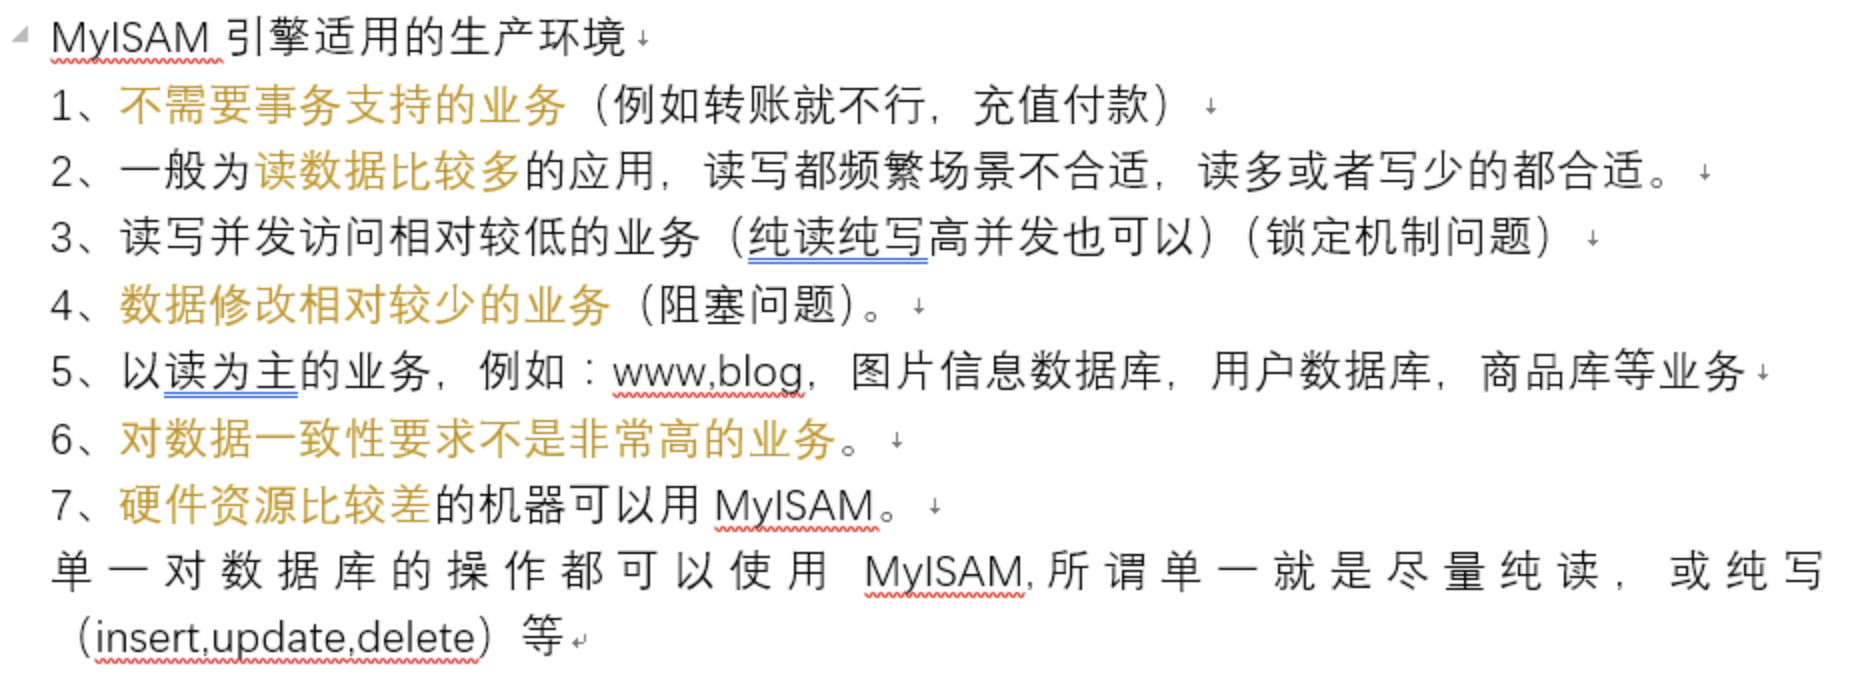 MyISAM 引擎适用的生产环境
1、不需要事务支持的业务（例如转账就不行，充值付款）
2、一般为读数据比较多的应用，读写都频繁场景不合适，读多或者写少的都合适。
3、读写并发访问相对较低的业务（纯读纯写高并发也可以）（锁定机制问题）
4、数据修改相对较少的业务（阻塞问题）。
5、以读为主的业务，例如：www,blog，图片信息数据库，用户数据库，商品库等业务
6、对数据一致性要求不是非常高的业务。
7、硬件资源比较差的机器可以用 MyISAM。
单一对数据库的操作都可以使用 MyISAM,所谓单一就是尽量纯读，或纯写
（insert,update,delete）等